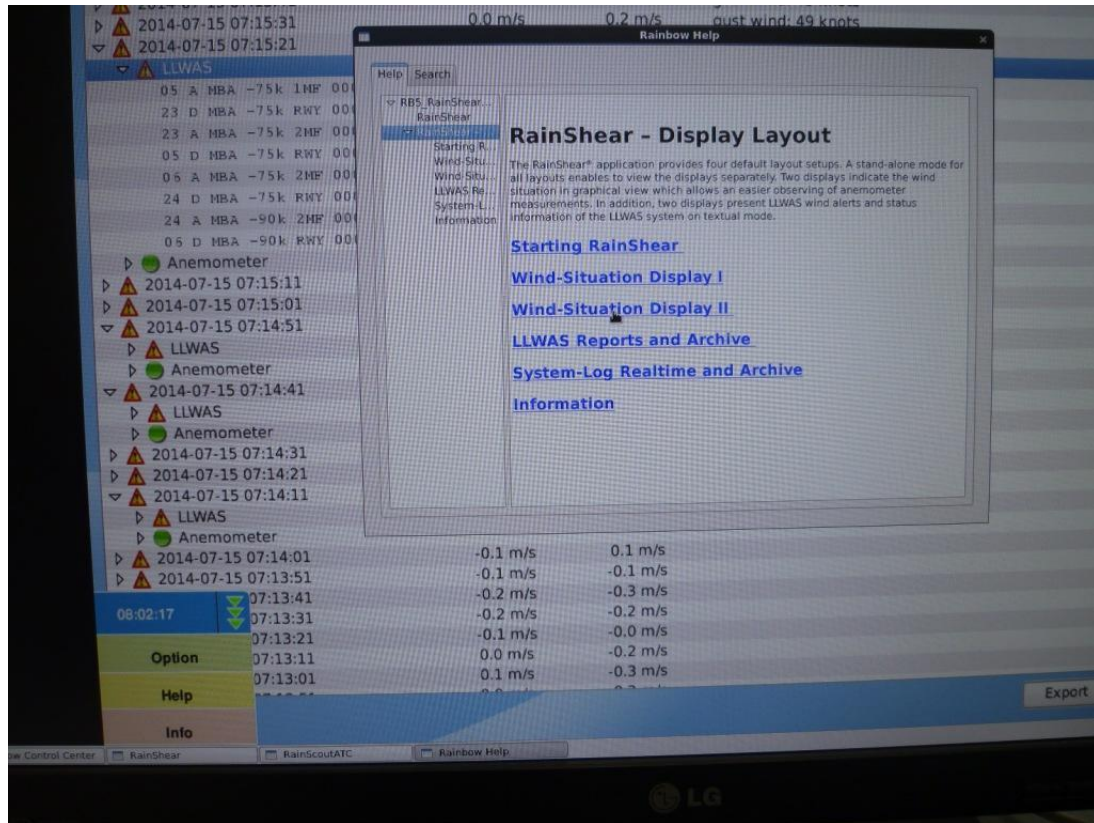 2014-07-15 07:15:31 0.0 m/s 0.2 m/s gust wind: 49 knots
2014-07-15 07:15:21
LLWAS
05 A MBA -75k 1MF
23 D MBA -75k RWY
23 A MBA -75k 2MF
05 D MBA -75k RWY
06 A MBA -75k 2MF
24 D MBA -75k RWY
24 A MBA -90k 2MF
06 D MBA -90k RWY
Anemometer
2014-07-15 07:15:11
2014-07-15 07:15:01
2014-07-15 07:14:51
LLWAS
Anemometer
2014-07-15 07:14:41
LLWAS
Anemometer
2014-07-15 07:14:31
2014-07-15 07:14:21
2014-07-15 07:14:11
LLWAS
Anemometer
2014-07-15 07:14:01 -0.1 m/s 0.1 m/s
2014-07-15 07:13:51 -0.1 m/s -0.1 m/s
07:13:41 -0.2 m/s -0.3 m/s
07:13:31 -0.2 m/s -0.2 m/s
07:13:21 -0.1 m/s -0.0 m/s
07:13:11 0.0 m/s -0.2 m/s
07:13:01 0.1 m/s -0.3 m/s
Rainbow Help
Help Search
RB5_RainShear...
RainShear
Starting R...
Wind-Situ...
Wind-Situ...
LLWAS Re...
System-L...
Information
RainShear – Display Layout
The RainShear® application provides four default layout setups. A stand-alone mode for
all layouts enables to view the displays separately. Two displays indicate the wind
situation in graphical view which allows an easier observing of anemometer
measurements. In addition, two displays present LLWAS wind alerts and status
information of the LLWAS system on textual mode.
Starting RainShear
Wind-Situation Display I
Wind-Situation Display II
LLWAS Reports and Archive
System-Log Realtime and Archive
Information
08:02:17
Option
Help
Info
Export
Control Center RainShear RainScoutATC Rainbow Help
LG